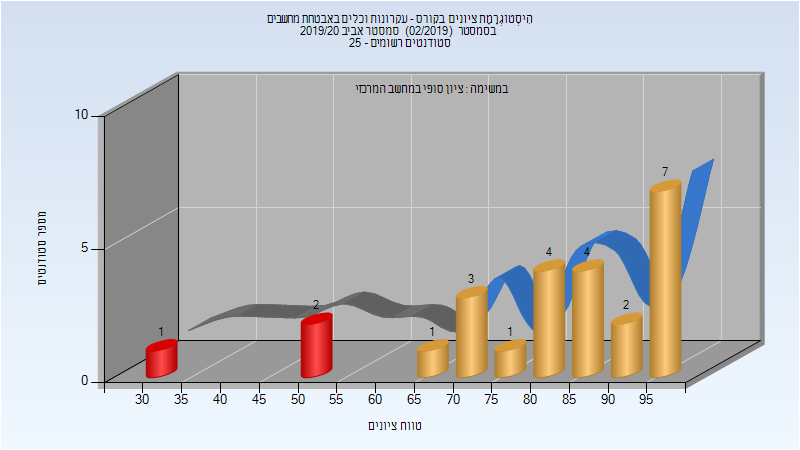 היסטוגרמת ציונים בקורס - עקרונות וכלים באבטחת מחשבים
בסמסטר (02/2019) סמסטר אביב 2019/20
סטודנטים רשומים - 25
במשימה : ציון סופי במחשב המרכזי
10
5
0
מספר סטודנטים
1
2
1
3
1
4
4
2
7
30 35 40 45 50 55 60 65 70 75 80 85 90 95
טווח ציונים